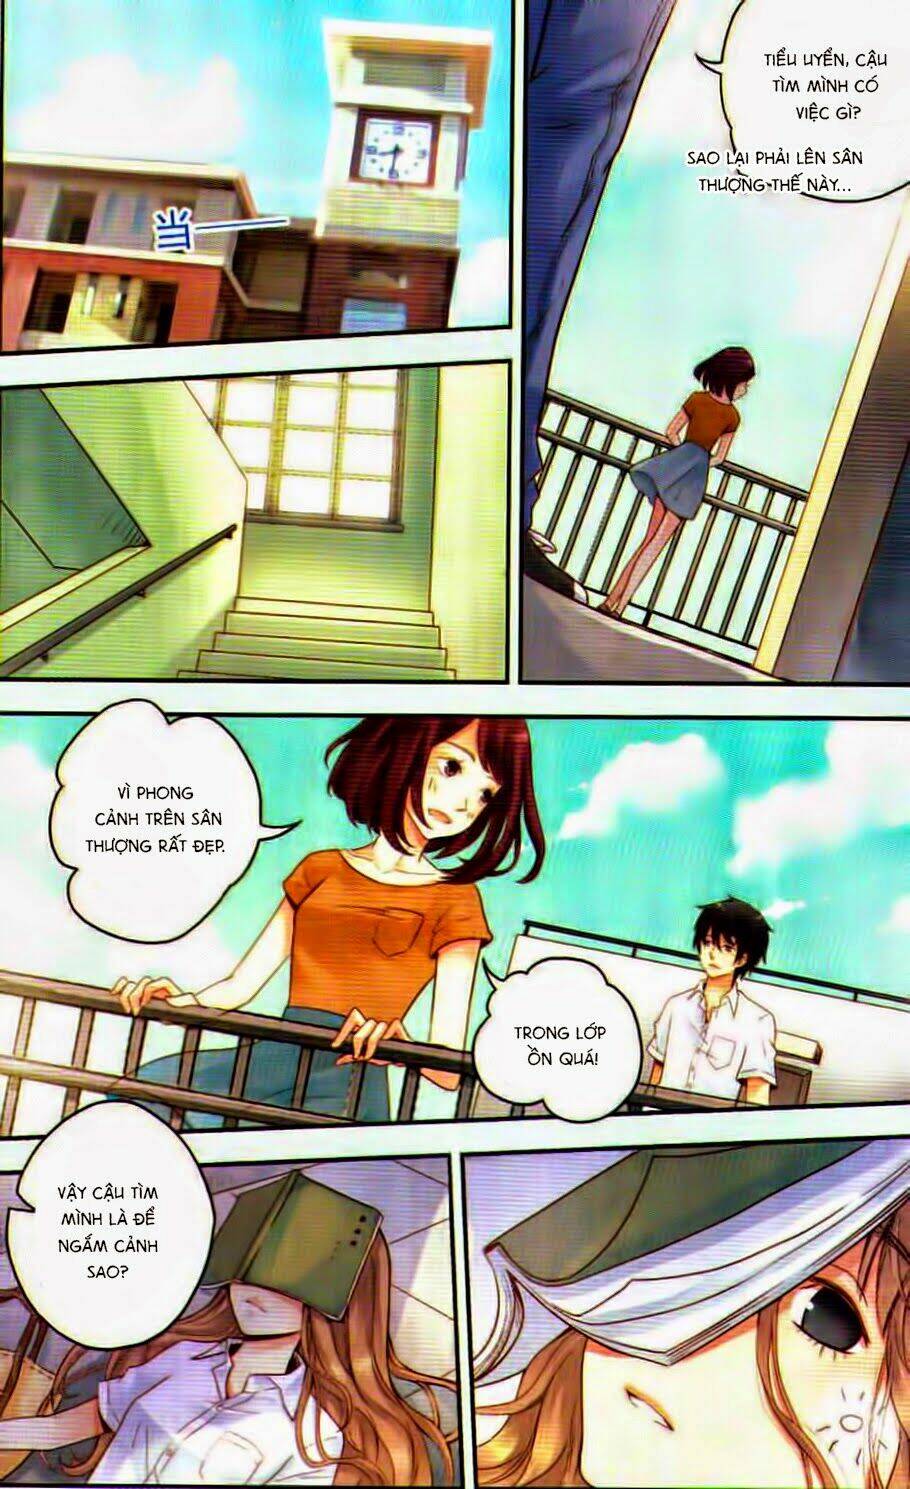 当
TIỂU UYỂN, CẬU
TÌM MÌNH CÓ
VIỆC GÌ?
SAO LẠI PHẢI LÊN SÂN
THƯỢNG THẾ NÀY...
VÌ PHONG
CẢNH TRÊN SÂN
THƯỢNG RẤT ĐẸP.
TRONG LỚP
ỒN QUÁ!
VẬY CẬU TÌM
MÌNH LÀ ĐỂ
NGẮM CẢNH
SAO?